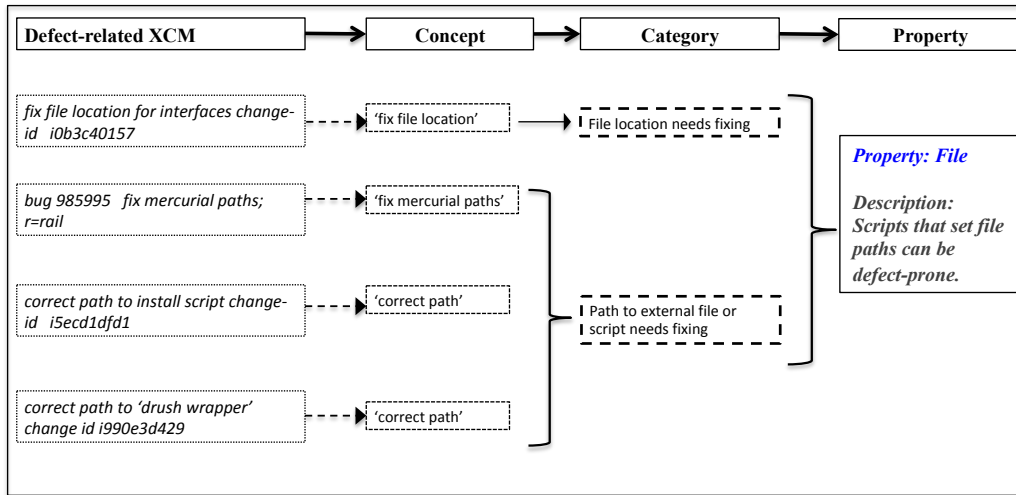 Defect-related XCM
Concept
Category
Property
fix file location for interfaces change-
id i0b3c40157
‘fix file location’
File location needs fixing
bug 985995 fix mercurial paths;
r=rail
‘fix mercurial paths’
correct path to install script change-
id i5ecd1dfd1
‘correct path’
Path to external file or
script needs fixing
correct path to ‘drush wrapper’
change id i990e3d429
‘correct path’
Property: File
Description:
Scripts that set file
paths can be
defect-prone.